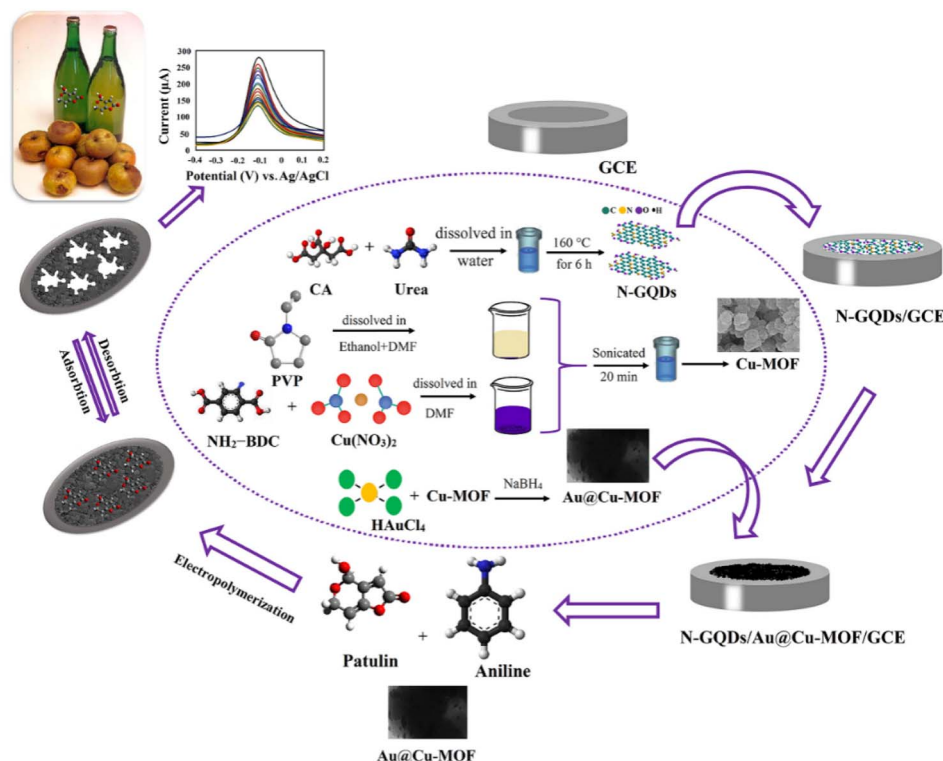 300
250
200
150
100
50
0
Current (µA)
-0.4 -0.3 -0.2 -0.1 0 0.1 0.2
Potential (V) vs. Ag/AgCl
GCE
C N O H
CA
+
Urea
dissolved in
water
160 °C
for 6 h
N-GQDs
N-GQDs/GCE
PVP
dissolved in
Ethanol+DMF
Sonicated
20 min
Cu-MOF
NH₂−BDC
+
Cu(NO₃)₂
dissolved in
DMF
HAuCl₄
+ Cu-MOF
NaBH₄
Au@Cu-MOF
Desorbtion
Adsorbtion
Electropolymerization
Patulin
+
Aniline
Au@Cu-MOF
N-GQDs/Au@Cu-MOF/GCE